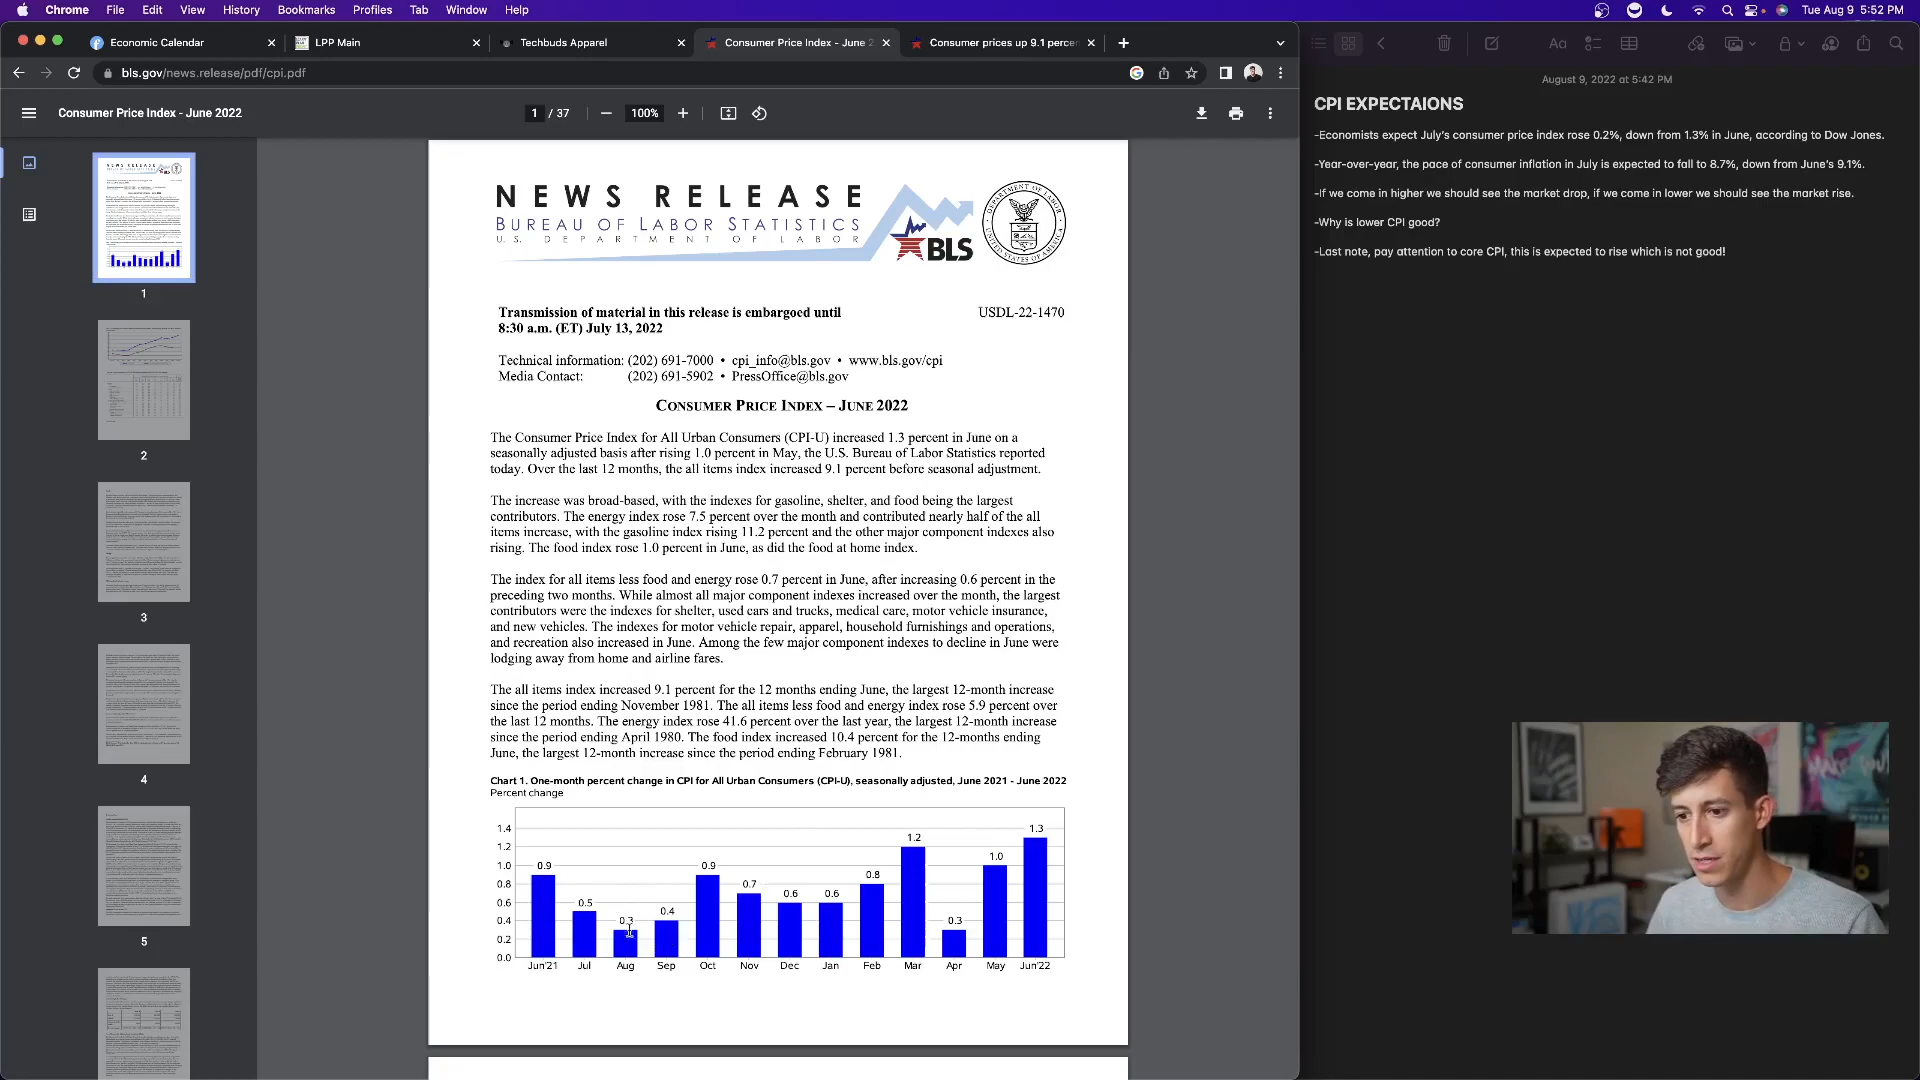 Chrome File Edit View History Bookmarks Profiles Tab Window Help
Tue Aug 9 5:52 PM
Economic Calendar
LPP Main
Techbuds Apparel
Consumer Price Index - June 2
Consumer prices up 9.1 percen
bls.gov/news.release/pdf/cpi.pdf
Consumer Price Index - June 2022
1 / 37
100%
1
2
3
4
5
NEWS RELEASE
BUREAU OF LABOR STATISTICS
U. S. DEPARTMENT OF LABOR
BLS
DEPARTMENT OF LABOR
UNITED STATES OF AMERICA
Transmission of material in this release is embargoed until
USDL-22-1470
8:30 a.m. (ET) July 13, 2022
Technical information: (202) 691-7000 • cpi_info@bls.gov • www.bls.gov/cpi
Media Contact: (202) 691-5902 • PressOffice@bls.gov
CONSUMER PRICE INDEX – JUNE 2022
The Consumer Price Index for All Urban Consumers (CPI-U) increased 1.3 percent in June on a
seasonally adjusted basis after rising 1.0 percent in May, the U.S. Bureau of Labor Statistics reported
today. Over the last 12 months, the all items index increased 9.1 percent before seasonal adjustment.
The increase was broad-based, with the indexes for gasoline, shelter, and food being the largest
contributors. The energy index rose 7.5 percent over the month and contributed nearly half of the all
items increase, with the gasoline index rising 11.2 percent and the other major component indexes also
rising. The food index rose 1.0 percent in June, as did the food at home index.
The index for all items less food and energy rose 0.7 percent in June, after increasing 0.6 percent in the
preceding two months. While almost all major component indexes increased over the month, the largest
contributors were the indexes for shelter, used cars and trucks, medical care, motor vehicle insurance,
and new vehicles. The indexes for motor vehicle repair, apparel, household furnishings and operations,
and recreation also increased in June. Among the few major component indexes to decline in June were
lodging away from home and airline fares.
The all items index increased 9.1 percent for the 12 months ending June, the largest 12-month increase
since the period ending November 1981. The all items less food and energy index rose 5.9 percent over
the last 12 months. The energy index rose 41.6 percent over the last year, the largest 12-month increase
since the period ending April 1980. The food index increased 10.4 percent for the 12-months ending
June, the largest 12-month increase since the period ending February 1981.
Chart 1. One-month percent change in CPI for All Urban Consumers (CPI-U), seasonally adjusted, June 2021 - June 2022
Percent change
1.4
1.2
1.0
0.8
0.6
0.4
0.2
0.0
0.9 0.5 0.3 0.4 0.9 0.7 0.6 0.6 0.8 1.2 0.3 1.0 1.3
Jun'21 Jul Aug Sep Oct Nov Dec Jan Feb Mar Apr May Jun'22
Aa
August 9, 2022 at 5:42 PM
CPI EXPECTAIONS
-Economists expect July's consumer price index rose 0.2%, down from 1.3% in June, according to Dow Jones.
-Year-over-year, the pace of consumer inflation in July is expected to fall to 8.7%, down from June's 9.1%.
-If we come in higher we should see the market drop, if we come in lower we should see the market rise.
-Why is lower CPI good?
-Last note, pay attention to core CPI, this is expected to rise which is not good!